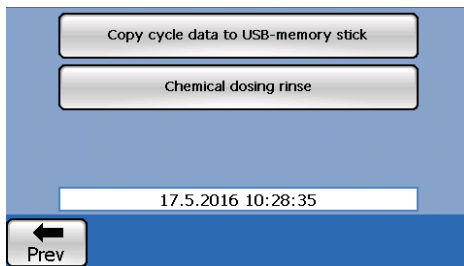 Copy cycle data to USB-memory stick
Chemical dosing rinse
17.5.2016 10:28:35
Prev